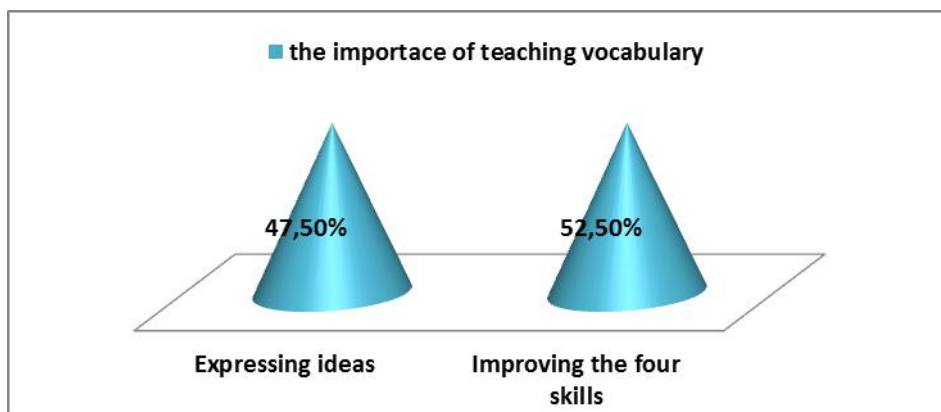 the importace of teaching vocabulary
47,50%
52,50%
Expressing ideas
Improving the four
skills